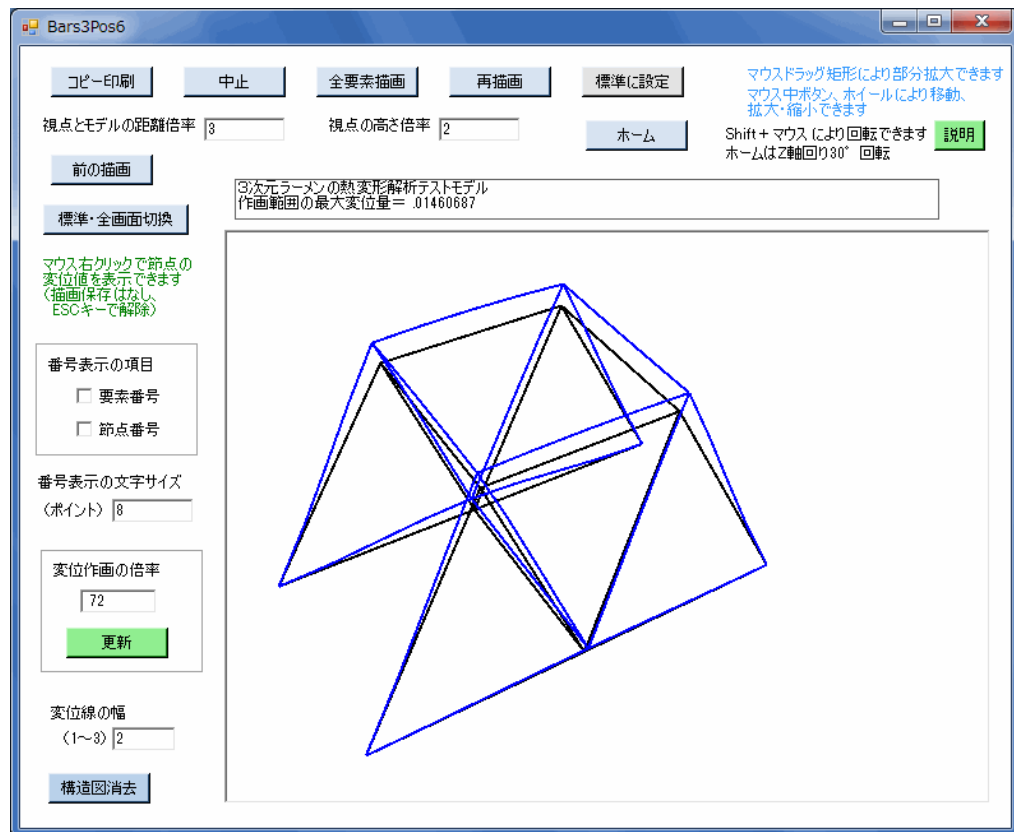 Bars3Pos6
コピー印刷
中止
全要素描画
再描画
標準に設定
マウスドラッグ矩形により部分拡大できます
マウス中ボタン、ホイールにより移動、
拡大・縮小できます
視点とモデルの距離倍率 3
視点の高さ倍率 2
ホーム
Shift+マウス により回転できます
ホームはZ軸回り30° 回転
説明
前の描画
標準・全画面切換
3次元ラーメンの熱変形解析テストモデル
作画範囲の最大変位量= .01460687
マウス右クリックで節点の
変位値を表示できます
(描画保存はなし、
ESCキーで解除)
番号表示の項目
要素番号
節点番号
番号表示の文字サイズ
(ポイント) 8
変位作画の倍率
72
更新
変位線の幅
(1~3) 2
構造図消去